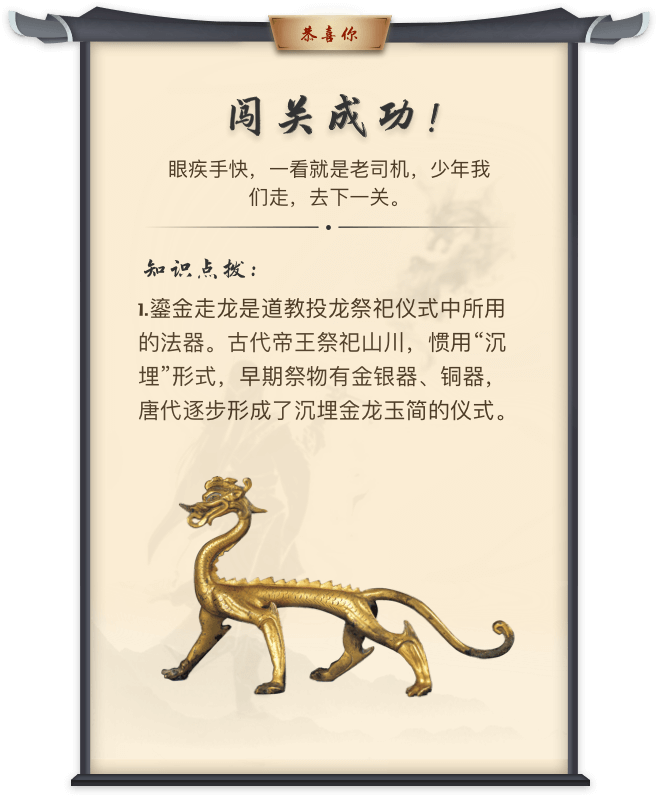 恭喜你
闯关成功！
眼疾手快，一看就是老司机，少年我
们走，去下一关。
知识点拨：
1.鎏金走龙是道教投龙祭祀仪式中所用
的法器。古代帝王祭祀山川，惯用“沉
埋”形式，早期祭物有金银器、铜器，
唐代逐步形成了沉埋金龙玉简的仪式。